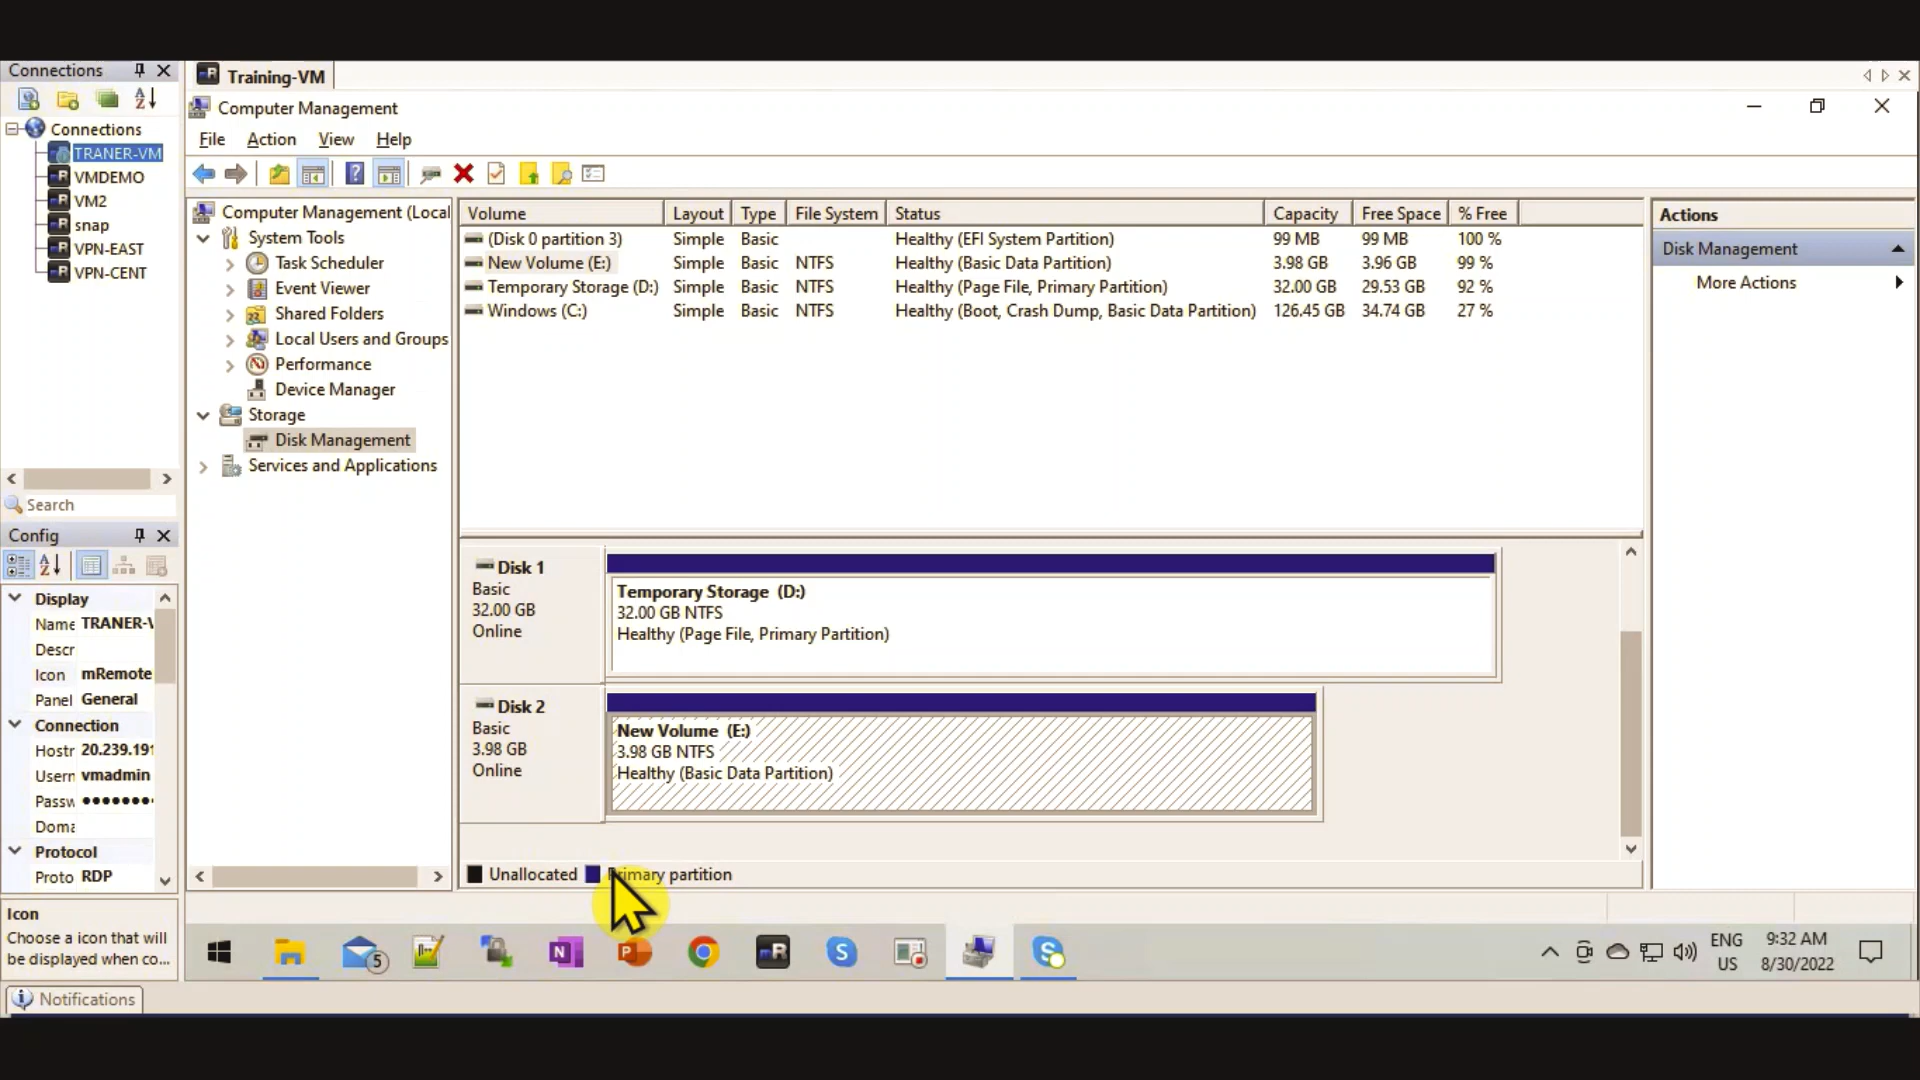 Connections
Training-VM
Computer Management
File Action View Help
Connections
TRANER-VM
VMDEMO
VM2
snap
VPN-EAST
VPN-CENT
Search
Config
Display
Name TRANER-V
Descr
Icon mRemote
Panel General
Connection
Hostr 20.239.191
Usern vmadmin
Passw ••••••••
Doma
Protocol
Proto RDP
Icon
Choose a icon that will
be displayed when co...
Notifications
Computer Management (Local
System Tools
Task Scheduler
Event Viewer
Shared Folders
Local Users and Groups
Performance
Device Manager
Storage
Disk Management
Services and Applications
Volume Layout Type File System Status Capacity Free Space % Free
(Disk 0 partition 3) Simple Basic Healthy (EFI System Partition) 99 MB 99 MB 100 %
New Volume (E:) Simple Basic NTFS Healthy (Basic Data Partition) 3.98 GB 3.96 GB 99 %
Temporary Storage (D:) Simple Basic NTFS Healthy (Page File, Primary Partition) 32.00 GB 29.53 GB 92 %
Windows (C:) Simple Basic NTFS Healthy (Boot, Crash Dump, Basic Data Partition) 126.45 GB 34.74 GB 27 %
Disk 1
Basic
32.00 GB
Online
Temporary Storage (D:)
32.00 GB NTFS
Healthy (Page File, Primary Partition)
Disk 2
Basic
3.98 GB
Online
New Volume (E:)
3.98 GB NTFS
Healthy (Basic Data Partition)
Unallocated Primary partition
Actions
Disk Management
More Actions
5
ENG
US
9:32 AM
8/30/2022